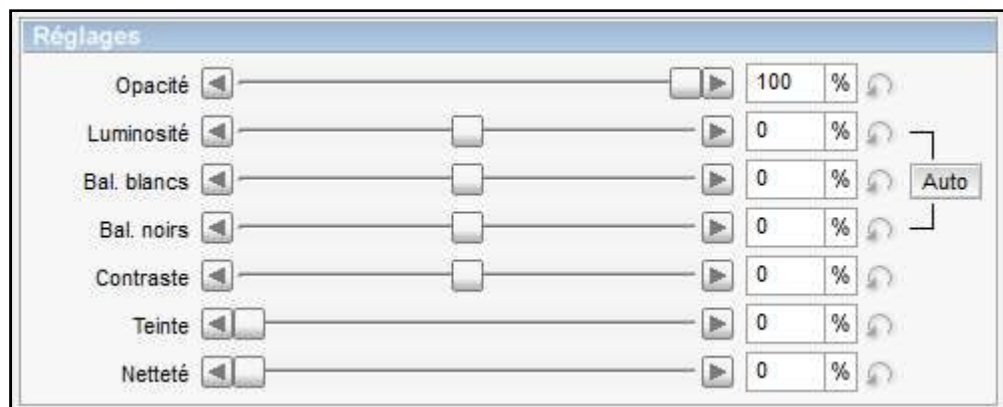 Réglages
Opacité 100 %
Luminosité 0 %
Bal. blancs 0 % Auto
Bal. noirs 0 %
Contraste 0 %
Teinte 0 %
Netteté 0 %